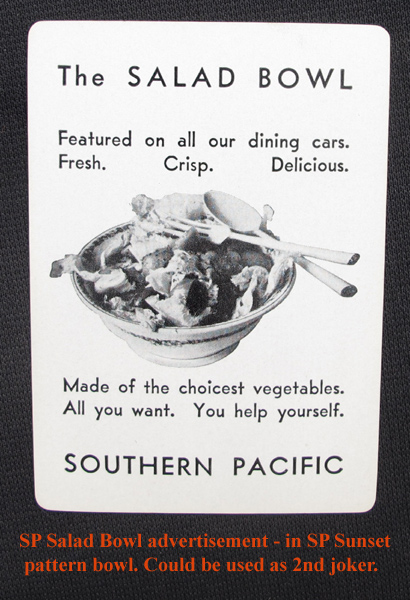 The SALAD BOWL
Featured on all our dining cars.
Fresh. Crisp. Delicious.
Made of the choicest vegetables.
All you want. You help yourself.
SOUTHERN PACIFIC
SP Salad Bowl advertisement - in SP Sunset
pattern bowl. Could be used as 2nd joker.